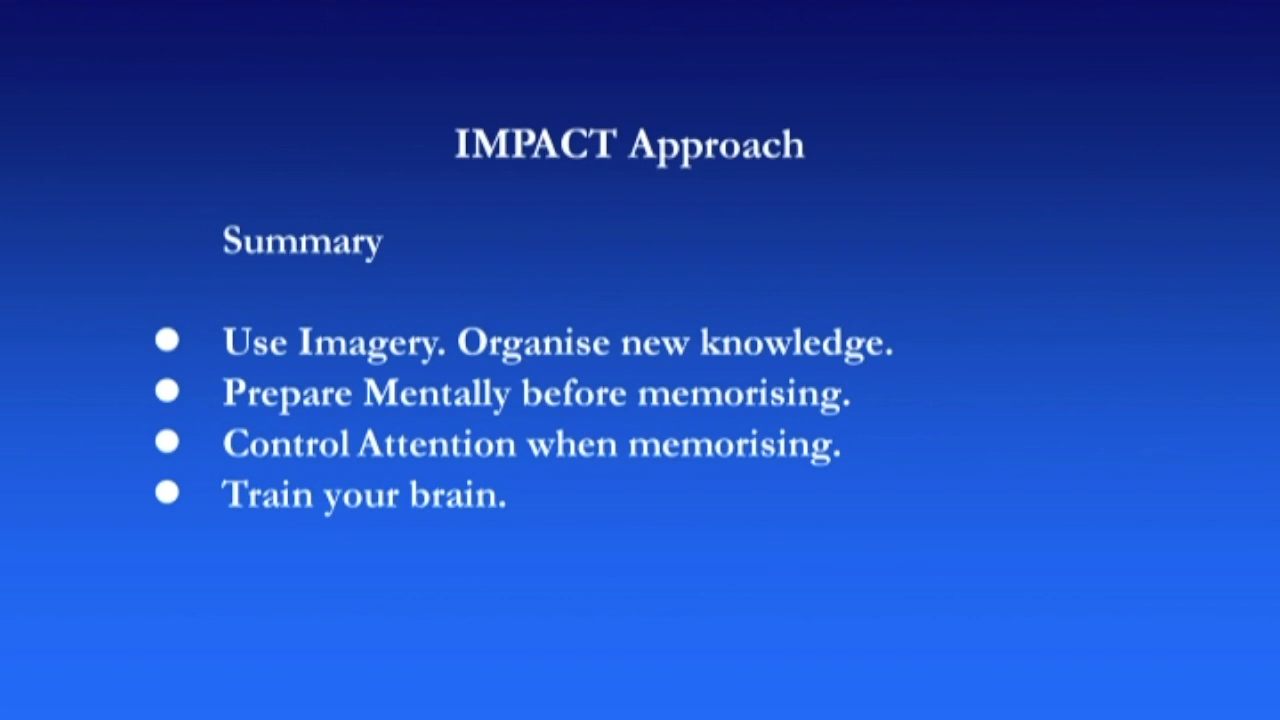 IMPACT Approach
Summary
● Use Imagery. Organise new knowledge.
● Prepare Mentally before memorising.
● Control Attention when memorising.
● Train your brain.